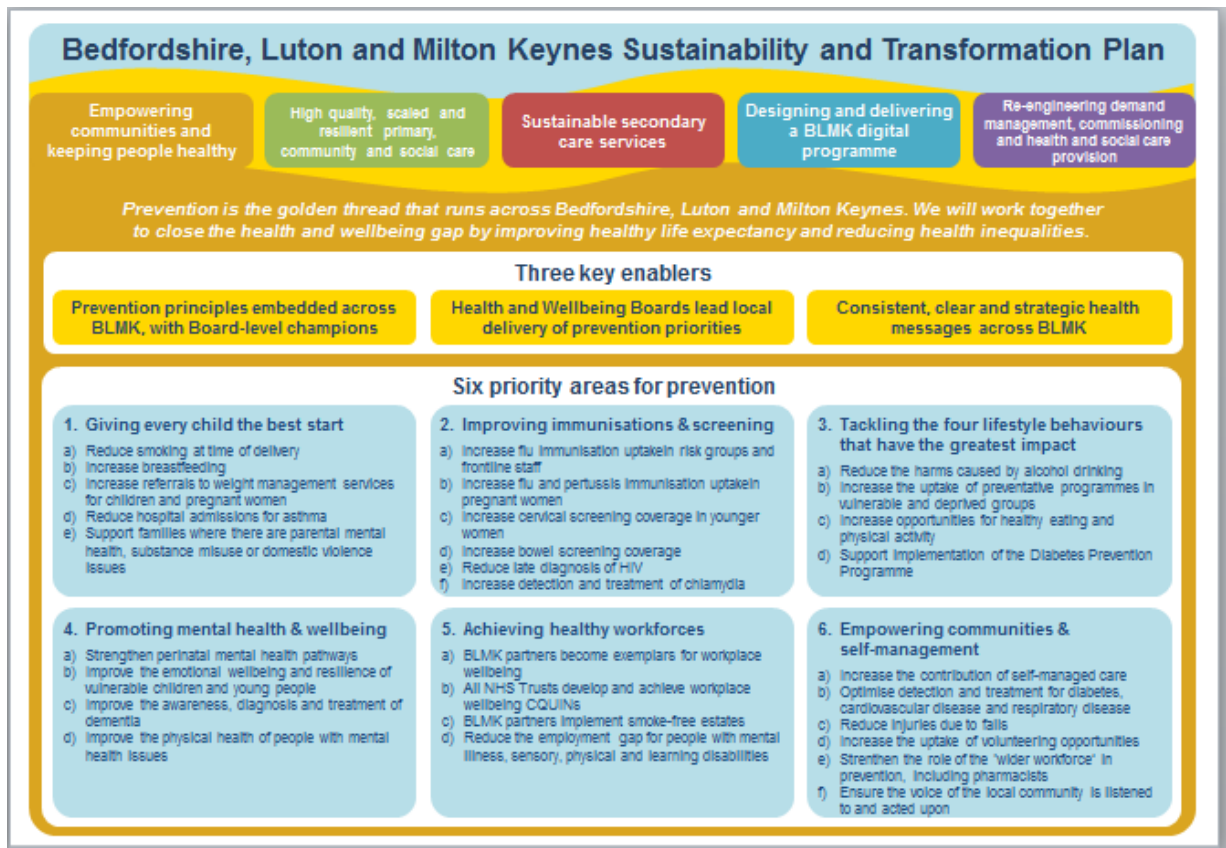 Bedfordshire, Luton and Milton Keynes Sustainability and Transformation Plan
Empowering
communities and
keeping people healthy
High quality, scaled and
resilient primary,
community and social care
Sustainable secondary
care services
Designing and delivering
a BLMK digital
programme
Re-engineering demand
management, commissioning
and health and social care
provision
Prevention is the golden thread that runs across Bedfordshire, Luton and Milton Keynes. We will work together
to close the health and wellbeing gap by improving healthy life expectancy and reducing health inequalities.
Three key enablers
Prevention principles embedded across
BLMK, with Board-level champions
Health and Wellbeing Boards lead local
delivery of prevention priorities
Consistent, clear and strategic health
messages across BLMK
Six priority areas for prevention
1. Giving every child the best start
a) Reduce smoking at time of delivery
b) Increase breastfeeding
c) Increase referrals to weight management services
for children and pregnant women
d) Reduce hospital admissions for asthma
e) Support families where there are parental mental
health, substance misuse or domestic violence
issues
2. Improving immunisations & screening
a) Increase flu immunisation uptakein risk groups and
frontline staff
b) Increase flu and pertussis immunisation uptakein
pregnant women
c) Increase cervical screening coverage in younger
women
d) Increase bowel screening coverage
e) Reduce late diagnosis of HIV
f) Increase detection and treatment of chlamydia
3. Tackling the four lifestyle behaviours
that have the greatest impact
a) Reduce the harms caused by alcohol drinking
b) Increase the uptake of preventative programmes in
vulnerable and deprived groups
c) Increase opportunities for healthy eating and
physical activity
d) Support implementation of the Diabetes Prevention
Programme
4. Promoting mental health & wellbeing
a) Strengthen perinatal mental health pathways
b) Improve the emotional wellbeing and resilience of
vulnerable children and young people
c) Improve the awareness, diagnosis and treatment of
dementia
d) Improve the physical health of people with mental
health issues
5. Achieving healthy workforces
a) BLMK partners become exemplars for workplace
wellbeing
b) All NHS Trusts develop and achieve workplace
wellbeing CQUINs
c) BLMK partners implement smoke-free estates
d) Reduce the employment gap for people with mental
illness, sensory, physical and learning disabilities
6. Empowering communities &
self-management
a) Increase the contribution of self-managed care
b) Optimise detection and treatment for diabetes,
cardiovascular disease and respiratory disease
c) Reduce injuries due to falls
d) Increase the uptake of volunteering opportunities
e) Strenthen the role of the 'wider workforce' in
prevention, including pharmacists
f) Ensure the voice of the local community is listened
to and acted upon